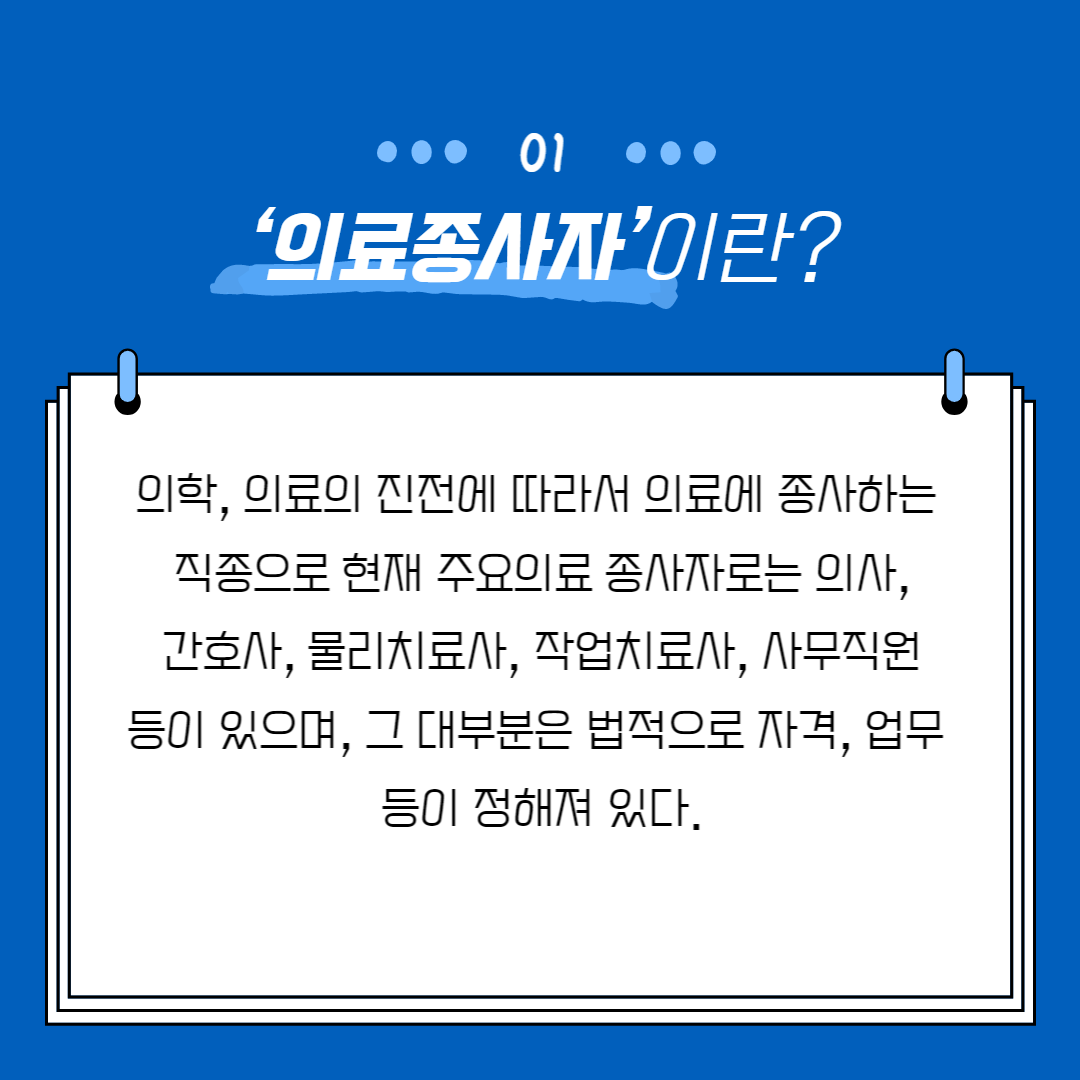 01
‘의료종사자’이란?
의학, 의료의 진전에 따라서 의료에 종사하는
직종으로 현재 주요의료 종사자로는 의사,
간호사, 물리치료사, 작업치료사, 사무직원
등이 있으며, 그 대부분은 법적으로 자격, 업무
등이 정해져 있다.